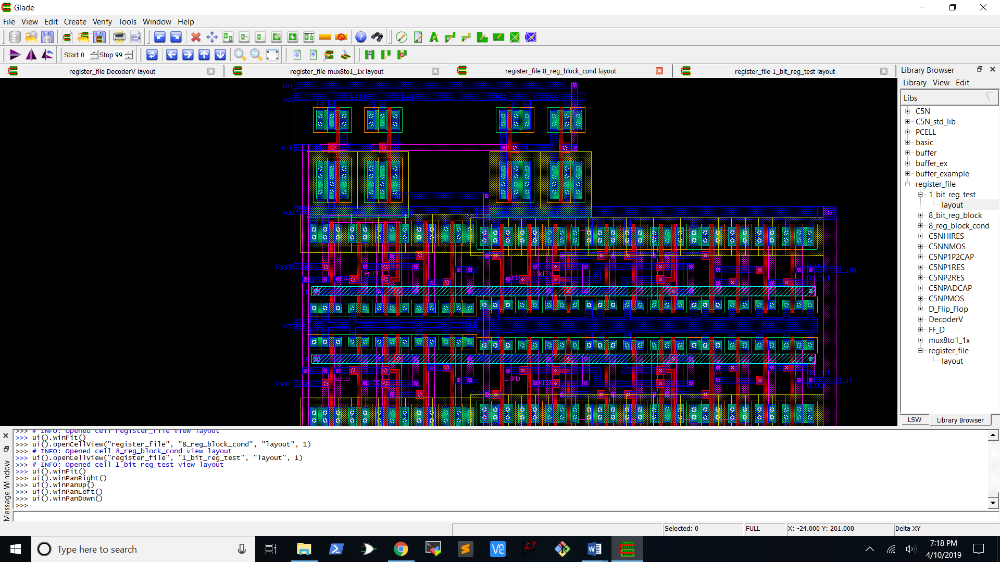 Glade
File View Edit Create Verify Tools Window Help
Start 0 Stop 99
register_file DecoderV layout
register_file mux8to1_1x layout
register_file 8_reg_block_cond layout
register_file 1_bit_reg_test layout
Library Browser
Library View Edit
Libs
C5N
C5N_std_lib
PCELL
basic
buffer
buffer_ex
buffer_example
register_file
1_bit_reg_test
layout
8_bit_reg_block
8_reg_block_cond
C5NHIRES
C5NNMOS
C5NP1P2CAP
C5NP1RES
C5NP2RES
C5NPADCAP
C5NPMOS
D_Flip_Flop
DecoderV
FF_D
mux8to1_1x
register_file
layout
LSW Library Browser
Din
vss
clk
vss
clkb
Message Window
>>> # INFO: Opened cell register_file view layout
>>> ui().winFit()
>>> ui().openCellView("register_file", "8_reg_block_cond", "layout", 1)
>>> # INFO: Opened cell 8_reg_block_cond view layout
>>> ui().openCellView("register_file", "1_bit_reg_test", "layout", 1)
>>> # INFO: Opened cell 1_bit_reg_test view layout
>>> ui().winFit()
>>> ui().winPanRight()
>>> ui().winPanUp()
>>> ui().winPanLeft()
>>> ui().winPanDown()
>>>
Selected: 0
FULL
X: -24.000 Y: 201.000
Delta XY
Type here to search
7:18 PM
4/10/2019